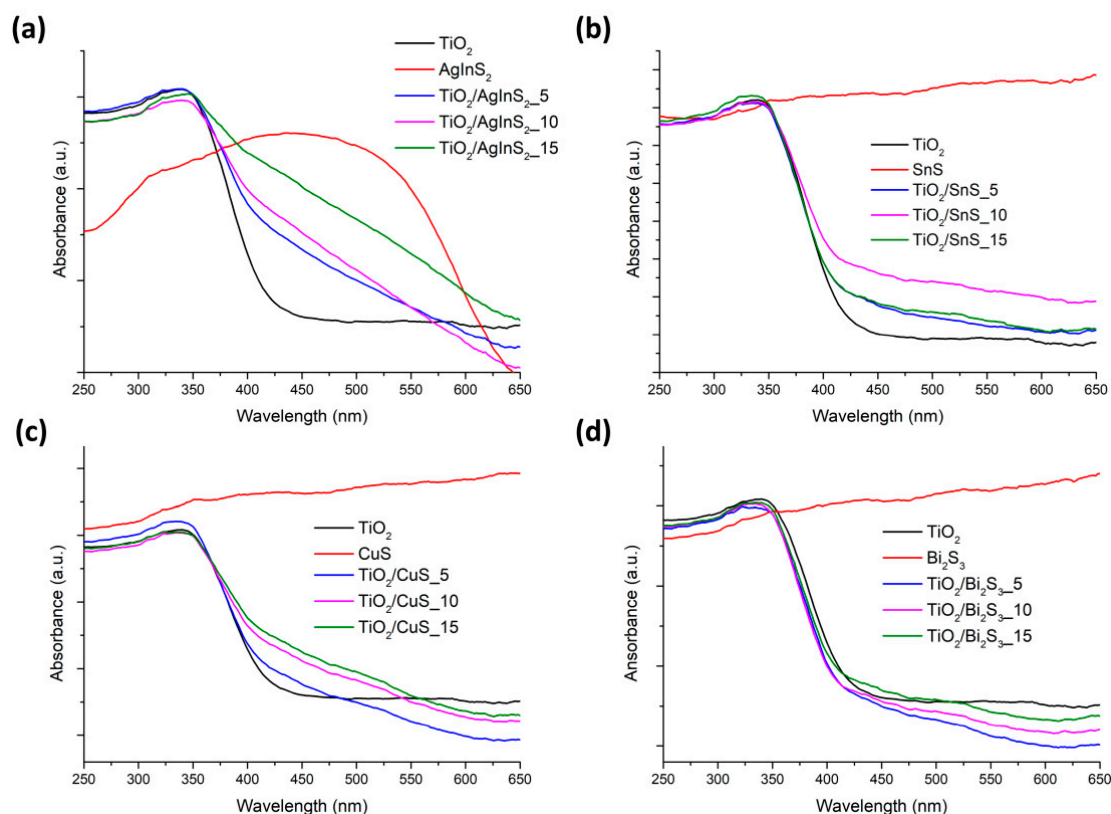 (a)
TiO₂
AgInS₂
TiO₂/AgInS₂_5
TiO₂/AgInS₂_10
TiO₂/AgInS₂_15
Absorbance (a.u.)
250 300 350 400 450 500 550 600 650
Wavelength (nm)
(b)
TiO₂
SnS
TiO₂/SnS_5
TiO₂/SnS_10
TiO₂/SnS_15
Absorbance (a.u.)
250 300 350 400 450 500 550 600 650
Wavelength (nm)
(c)
TiO₂
CuS
TiO₂/CuS_5
TiO₂/CuS_10
TiO₂/CuS_15
Absorbance (a.u.)
250 300 350 400 450 500 550 600 650
Wavelength (nm)
(d)
TiO₂
Bi₂S₃
TiO₂/Bi₂S₃_5
TiO₂/Bi₂S₃_10
TiO₂/Bi₂S₃_15
Ansorbance (a.u.)
250 300 350 400 450 500 550 600 650
Wavelength (nm)